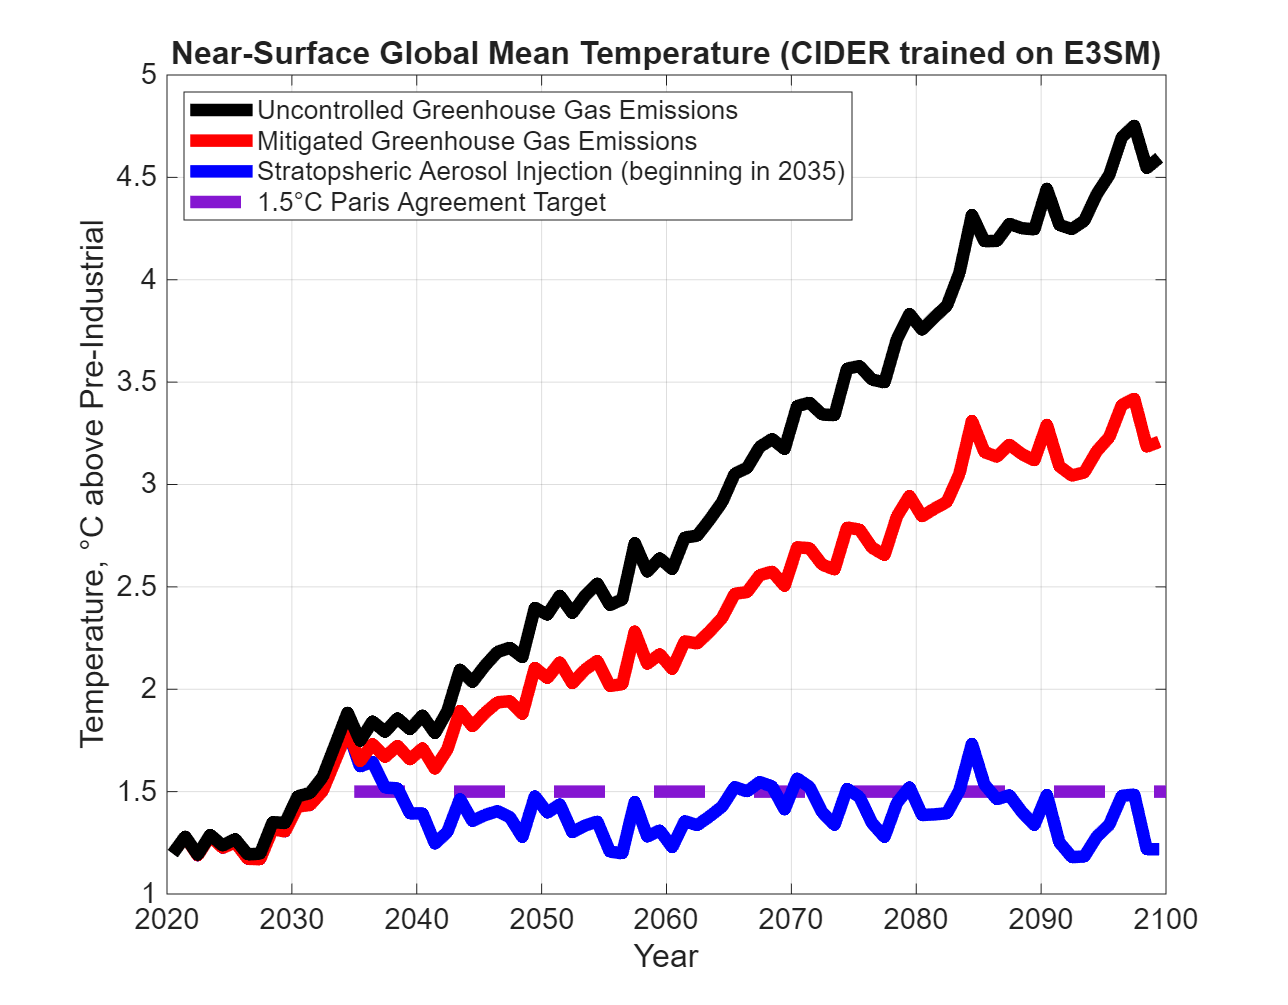 Near-Surface Global Mean Temperature (CIDER trained on E3SM)
Uncontrolled Greenhouse Gas Emissions
Mitigated Greenhouse Gas Emissions
Stratopsheric Aerosol Injection (beginning in 2035)
1.5°C Paris Agreement Target
Temperature, °C above Pre-Industrial
5
4.5
4
3.5
3
2.5
2
1.5
1
2020 2030 2040 2050 2060 2070 2080 2090 2100
Year